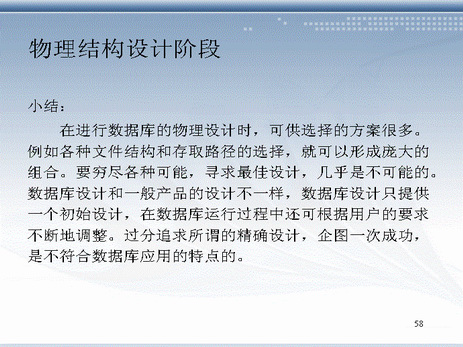 物理结构设计阶段
小结：
在进行数据库的物理设计时，可供选择的方案很多。
例如各种文件结构和存取路径的选择，就可以形成庞大的
组合。要穷尽各种可能，寻求最佳设计，几乎是不可能的。
数据库设计和一般产品的设计不一样，数据库设计只提供
一个初始设计，在数据库运行过程中还可根据用户的要求
不断地调整。过分追求所谓的精确设计，企图一次成功，
是不符合数据库应用的特点的。
58